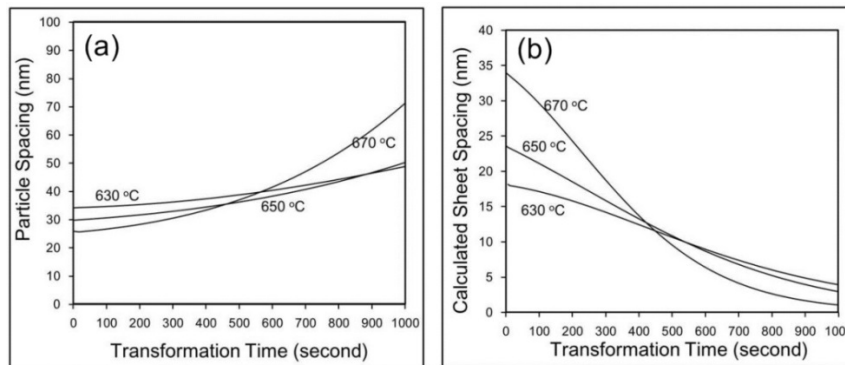 (a)
Particle Spacing (nm)
100
90
80
70
60
50
40
30
20
10
0
670 °C
630 °C
650 °C
0 100 200 300 400 500 600 700 800 900 1000
Transformation Time (second)
(b)
Calculated Sheet Spacing (nm)
40
35
30
25
20
15
10
5
0
670 °C
650 °C
630 °C
0 100 200 300 400 500 600 700 800 900 100
Transformation Time (second)